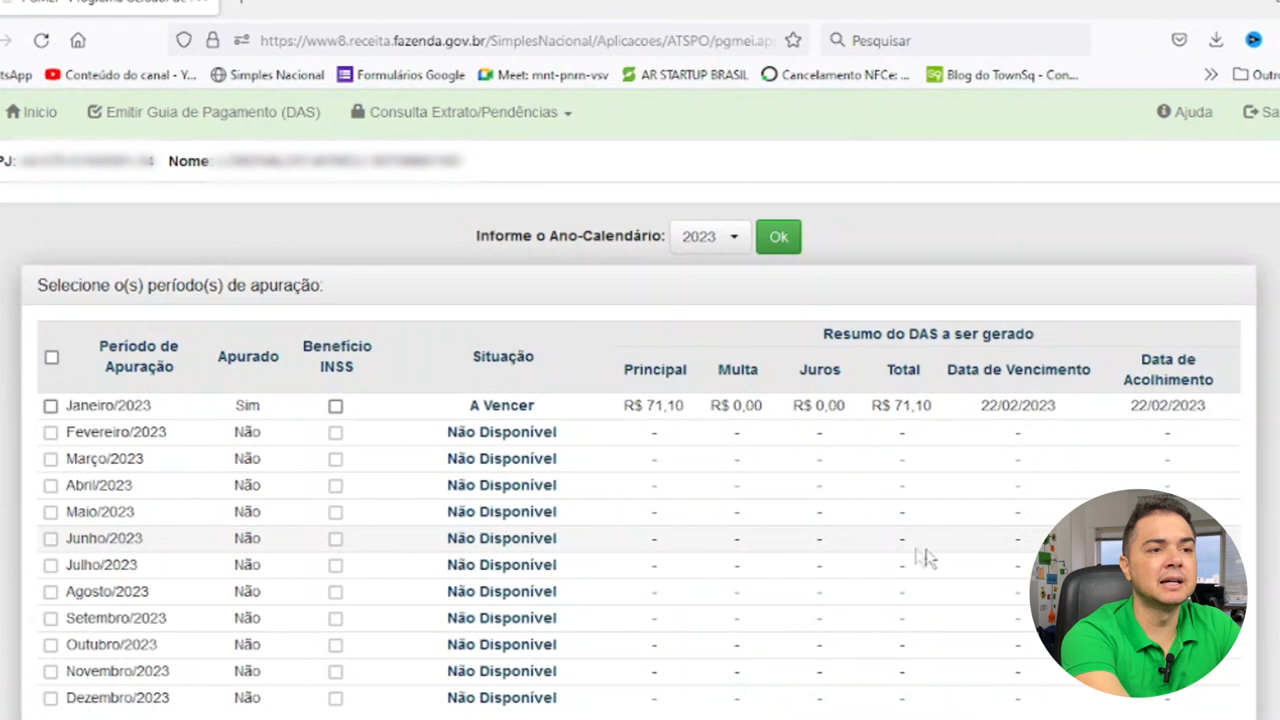 https://www8.receita.fazenda.gov.br/SimplesNacional/Aplicacoes/ATSPO/pgmei.ap
Pesquisar
tsApp
Conteúdo do canal - Y...
Simples Nacional
Formulários Google
Meet: mnt-pnrn-vsv
AR STARTUP BRASIL
Cancelamento NFCe: ...
Blog do TownSq - Con...
Outro
Inicio
Emitir Guia de Pagamento (DAS)
Consulta Extrato/Pendências
Ajuda
Sa
PJ:
Nome:
Informe o Ano-Calendário: 2023 Ok
Selecione o(s) período(s) de apuração:
Resumo do DAS a ser gerado
Período de Apuração Apurado Benefício INSS Situação Principal Multa Juros Total Data de Vencimento Data de Acolhimento
Janeiro/2023 Sim A Vencer R$ 71,10 R$ 0,00 R$ 0,00 R$ 71,10 22/02/2023 22/02/2023
Fevereiro/2023 Não Não Disponível - - - - - -
Março/2023 Não Não Disponível - - - - - -
Abril/2023 Não Não Disponível - - - - - -
Maio/2023 Não Não Disponível - - - - - -
Junho/2023 Não Não Disponível - - - - -
Julho/2023 Não Não Disponível - - - - -
Agosto/2023 Não Não Disponível - - - - -
Setembro/2023 Não Não Disponível - - - - -
Outubro/2023 Não Não Disponível - - - - -
Novembro/2023 Não Não Disponível - - - - -
Dezembro/2023 Não Não Disponível - - - - - -